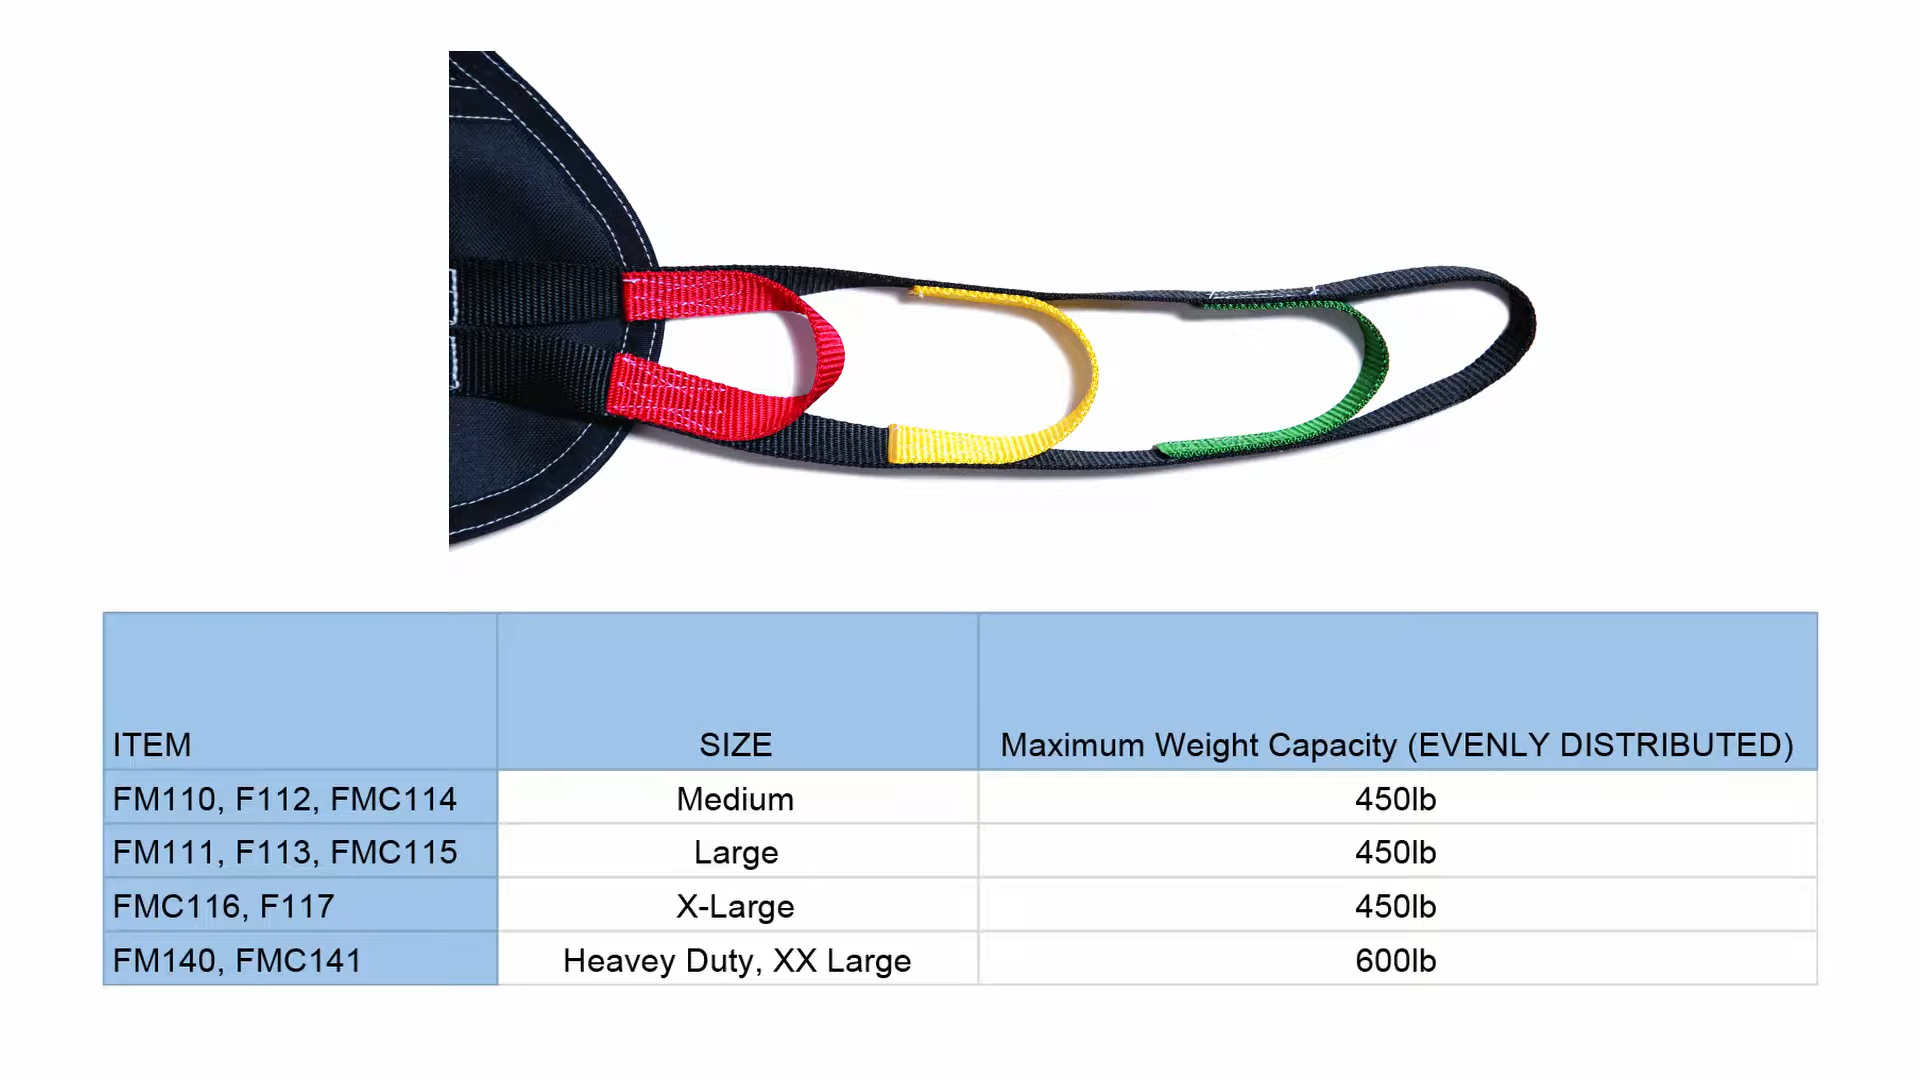 ITEM SIZE Maximum Weight Capacity (EVENLY DISTRIBUTED)
FM110, F112, FMC114 Medium 450lb
FM111, F113, FMC115 Large 450lb
FMC116, F117 X-Large 450lb
FM140, FMC141 Heavey Duty, XX Large 600lb